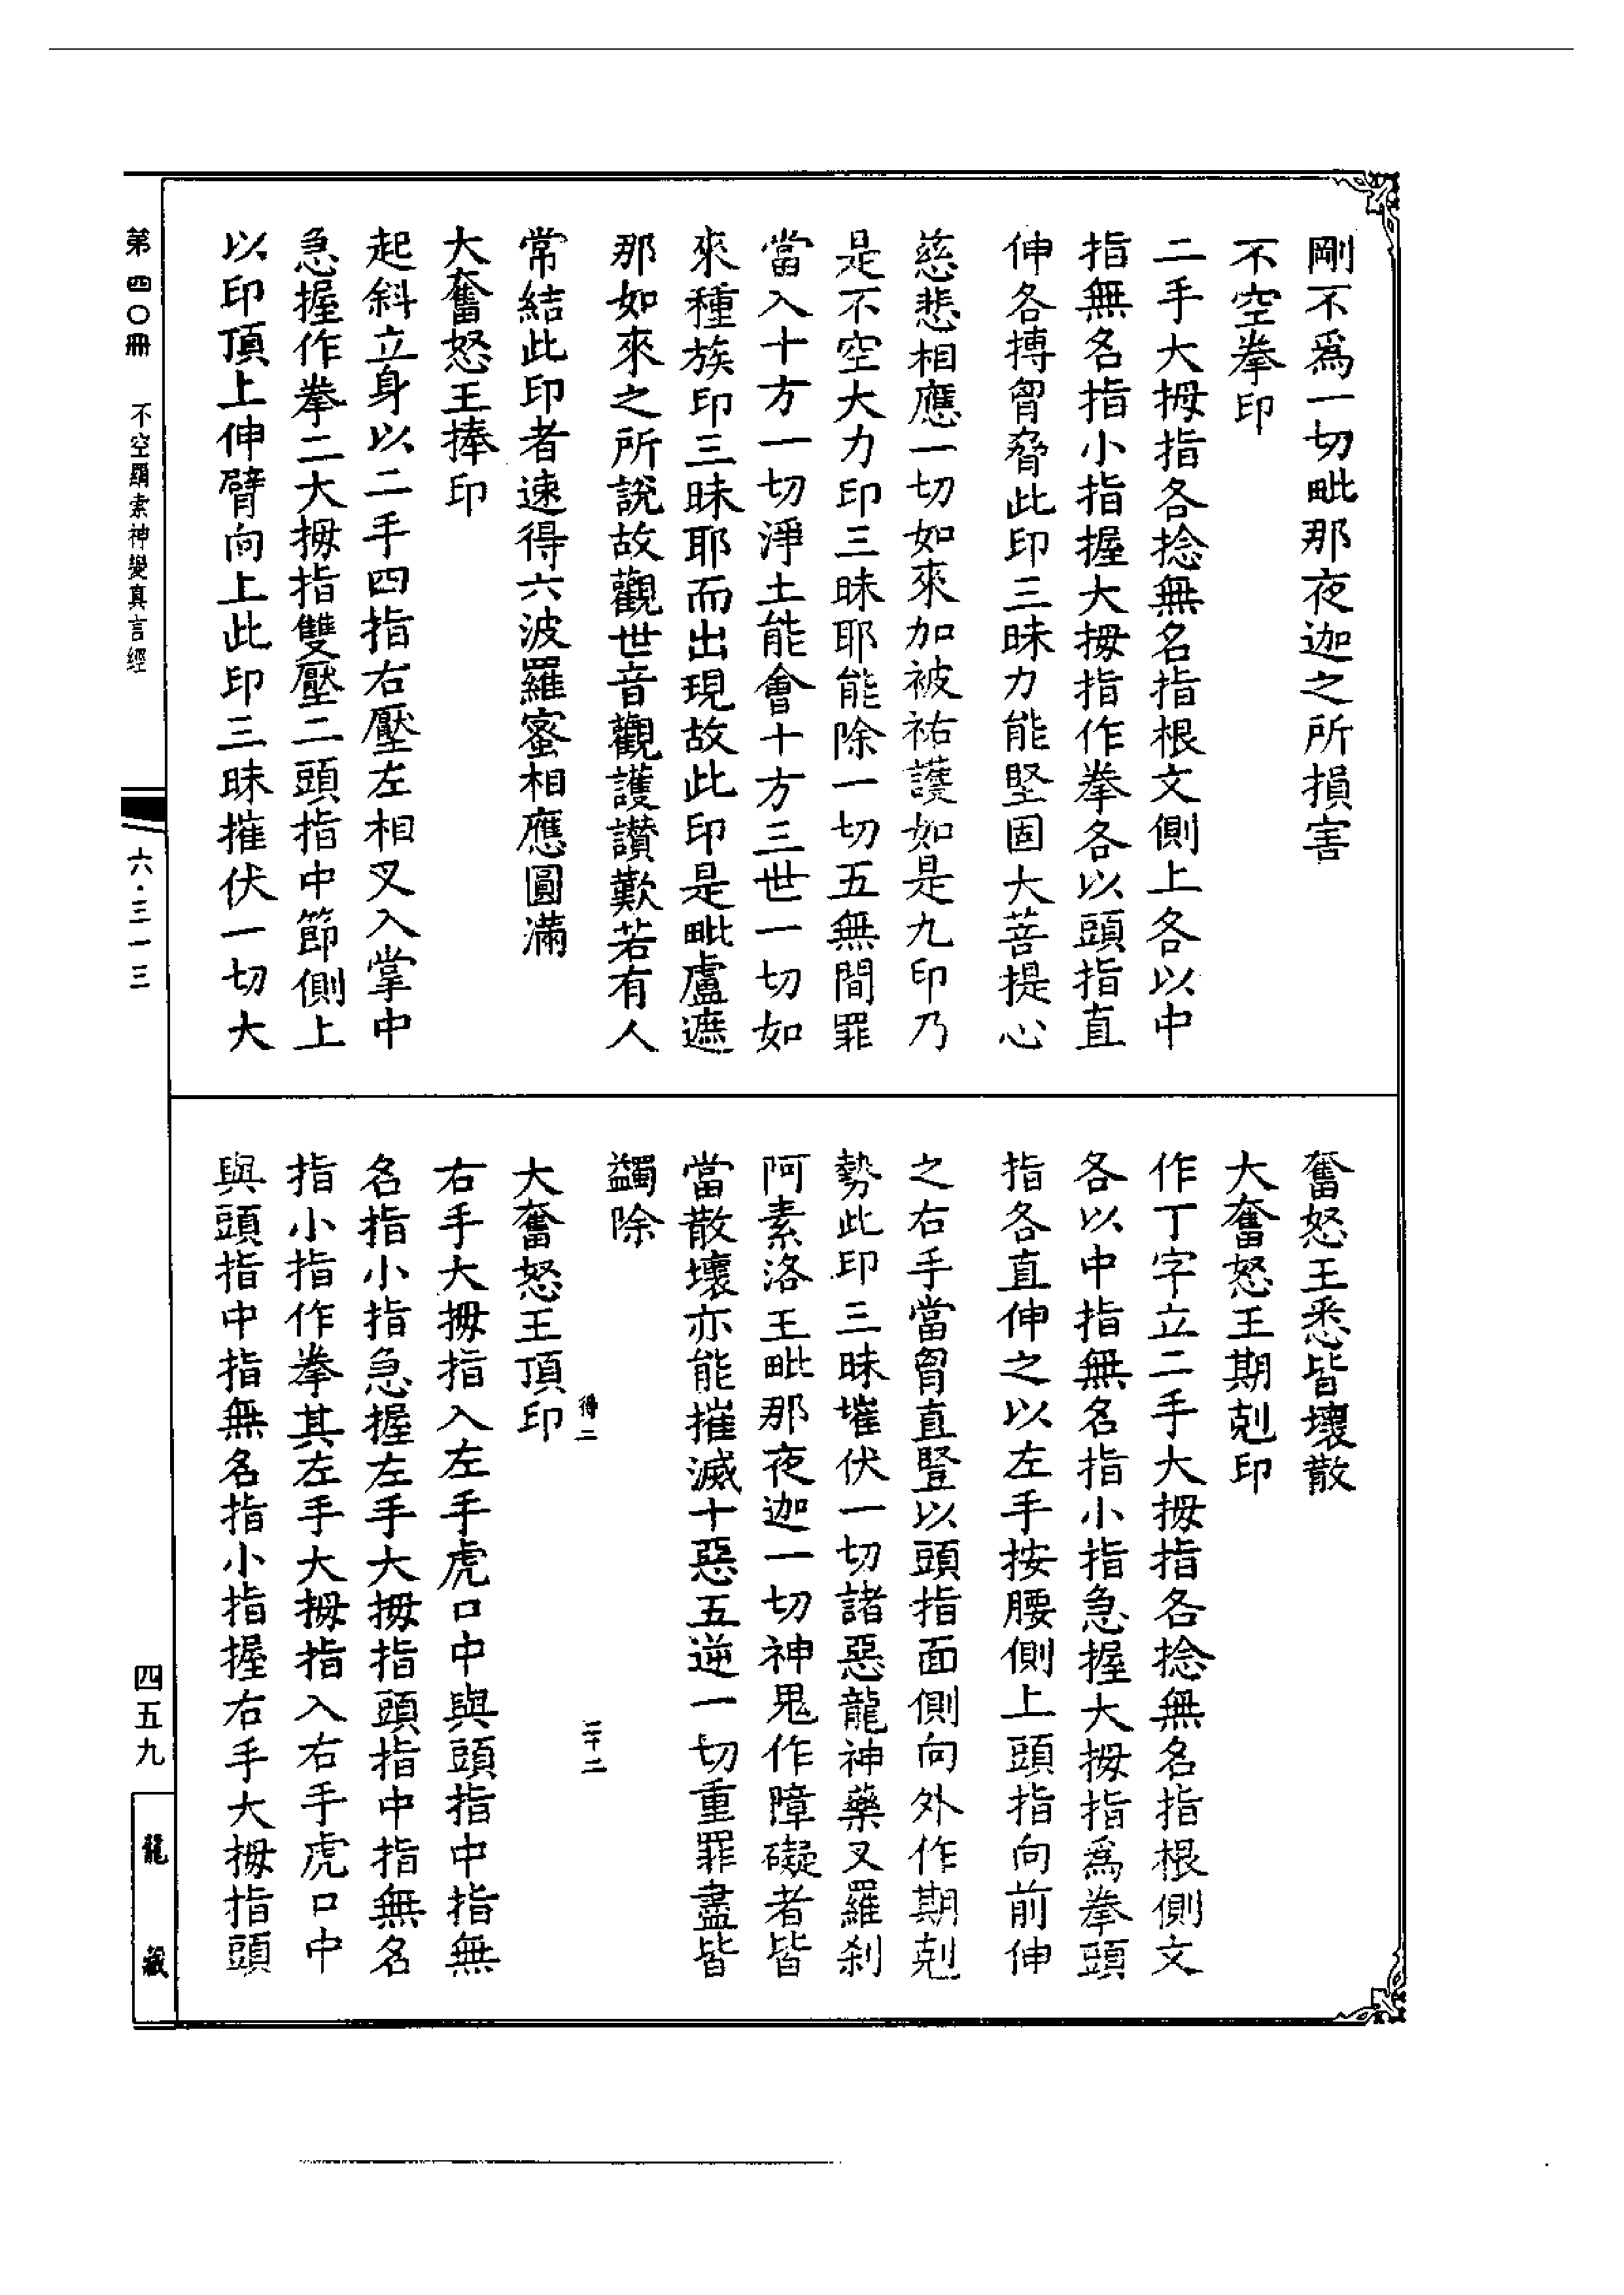 剛不爲一切毗那夜迦之所損害
不空拳印
二手大拇指各捻無名指根文側上各以中
指無名指小指握大拇指作拳各以頭指直
伸各搏胷脅此印三昧力能堅固大菩提心
慈悲相應一切如來加被祐護如是九印乃
是不空大力印三昧耶能除一切五無間罪
當入十方一切淨土能會十方三世一切如
來種族印三昧耶而出現故此印是毗盧遮
那如來之所說故觀世音觀護讚歎若有人
常結此印者速得六波羅蜜相應圓滿
大奮怒王捧印
起斜立身以二手四指右壓左相叉入掌中
急握作拳二大拇指雙壓二頭指中節側上
以印頂上伸臂向上此印三昧摧伏一切大
奮怒王悉皆壞散
大奮怒王期剋印
作丁字立二手大拇指各捻無名指根側文
各以中指無名指小指急握大拇指爲拳頭
指各直伸之以左手按腰側上頭指向前伸
之右手當胷直豎以頭指面側向外作期剋
勢此印三昧摧伏一切諸惡龍神藥叉羅刹
阿素洛王毗那夜迦一切神鬼作障礙者皆
當散壞亦能摧滅十惡五逆一切重罪盡皆
蠲除
得二
三十二
大奮怒王頂印
右手大拇指入左手虎口中與頭指中指無
名指小指急握左手大拇指頭指中指無名
指小指作拳其左手大拇指入右手虎口中
與頭指中指無名指小指握右手大拇指頭
第四〇冊 不空羂索神變真言經
六·三一三
四五九
龍藏